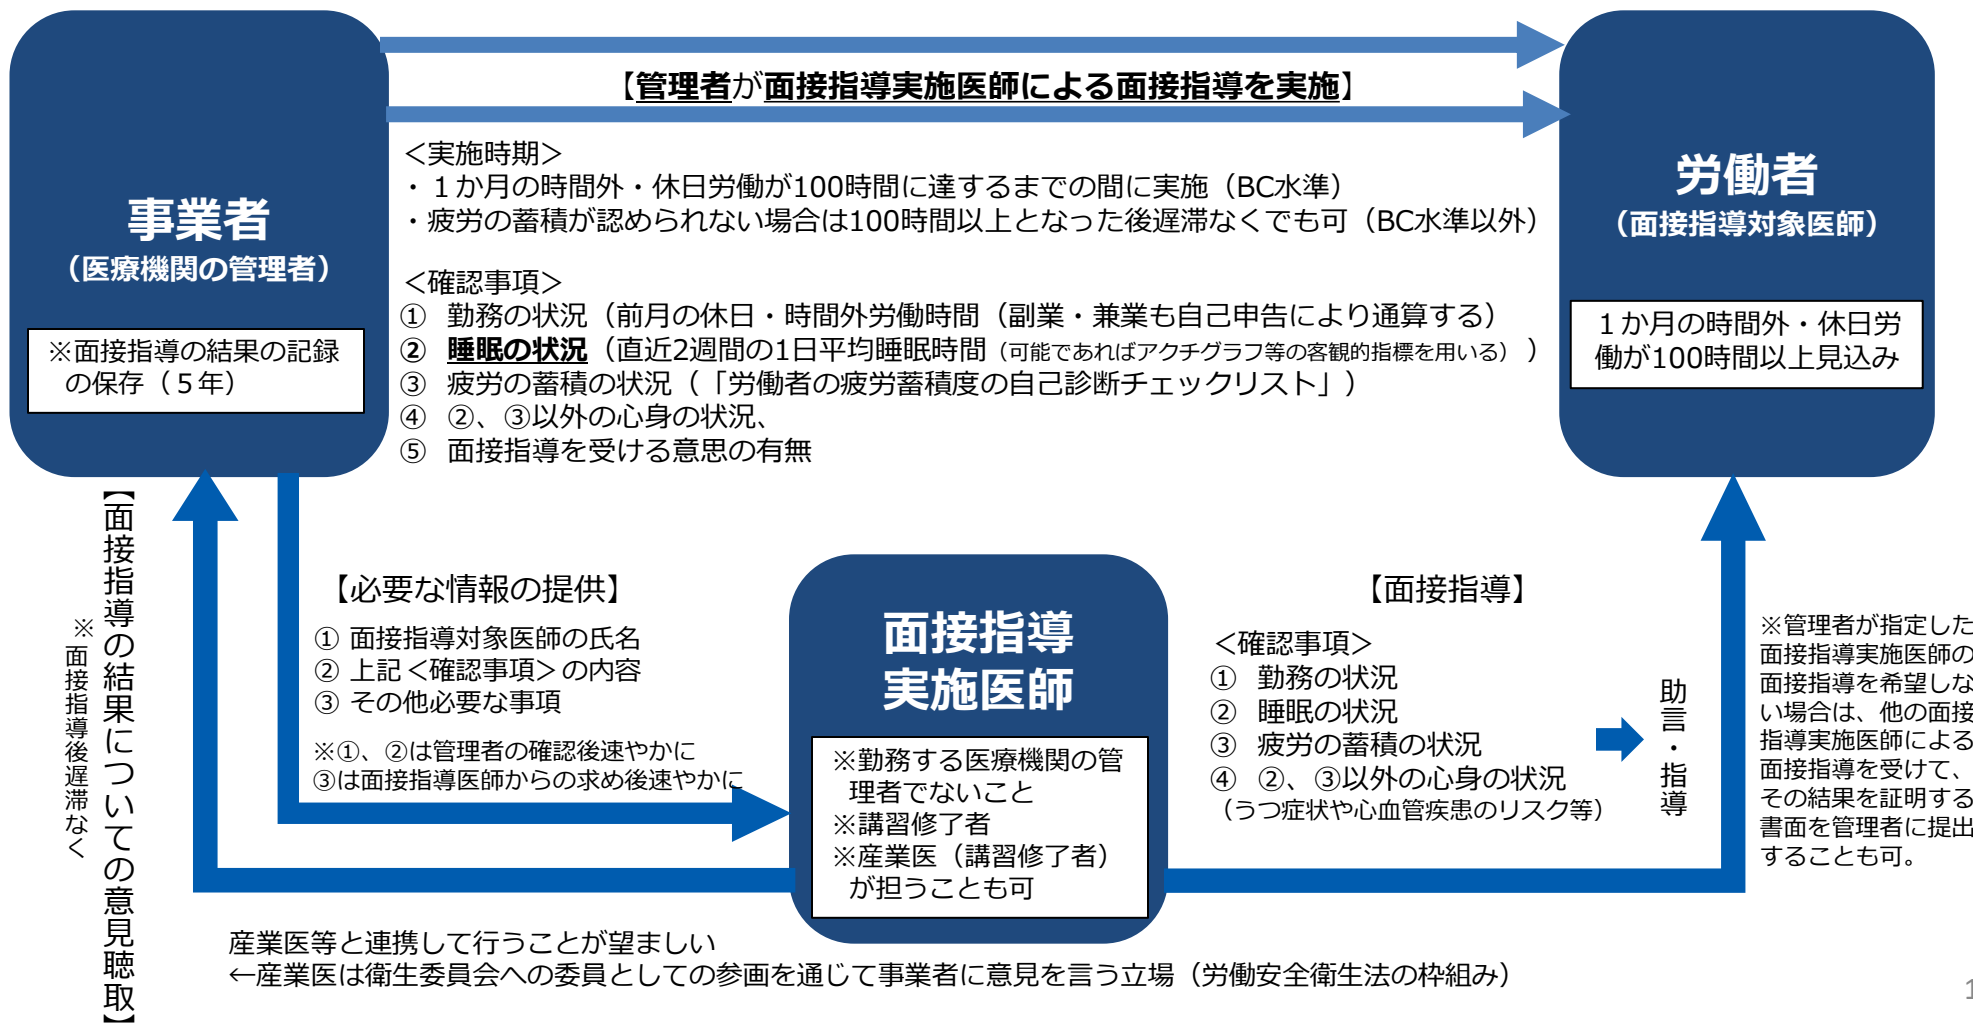 【管理者が面接指導実施医師による面接指導を実施】
事業者
（医療機関の管理者）
※面接指導の結果の記録
の保存（５年）
＜実施時期＞
・１か月の時間外・休日労働が100時間に達するまでの間に実施（BC水準）
・疲労の蓄積が認められない場合は100時間以上となった後遅滞なくでも可（BC水準以外）
＜確認事項＞
① 勤務の状況（前月の休日・時間外労働時間（副業・兼業も自己申告により通算する）
② 睡眠の状況（直近2週間の1日平均睡眠時間（可能であればアクチグラフ等の客観的指標を用いる））
③ 疲労の蓄積の状況（「労働者の疲労蓄積度の自己診断チェックリスト」）
④ ②、③以外の心身の状況、
⑤ 面接指導を受ける意思の有無
労働者
（面接指導対象医師）
１か月の時間外・休日労
働が100時間以上見込み
【面接指導の結果についての意見聴取】
※面接指導後遅滞なく
【必要な情報の提供】
① 面接指導対象医師の氏名
② 上記＜確認事項＞の内容
③ その他必要な事項
※①、②は管理者の確認後速やかに
③は面接指導医師からの求め後速やかに
面接指導
実施医師
※勤務する医療機関の管
理者でないこと
※講習修了者
※産業医（講習修了者）
が担うことも可
【面接指導】
＜確認事項＞
① 勤務の状況
② 睡眠の状況
③ 疲労の蓄積の状況
④ ②、③以外の心身の状況
（うつ症状や心血管疾患のリスク等）
助言・指導
※管理者が指定した
面接指導実施医師の
面接指導を希望しな
い場合は、他の面接
指導実施医師による
面接指導を受けて、
その結果を証明する
書面を管理者に提出
することも可。
産業医等と連携して行うことが望ましい
←産業医は衛生委員会への委員としての参画を通じて事業者に意見を言う立場（労働安全衛生法の枠組み）